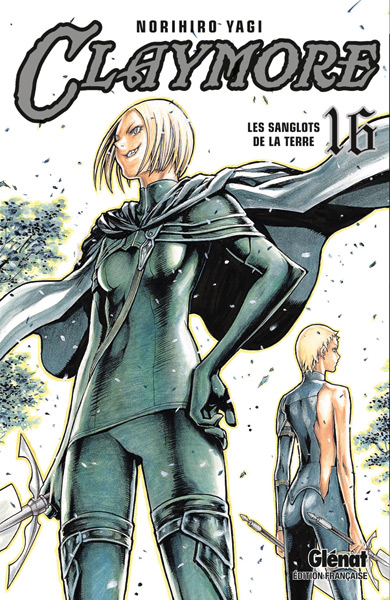 NORIHIRO YAGI
CLAYMORE
LES SANGLOTS
DE LA TERRE
16
Glénat
ÉDITION FRANÇAISE